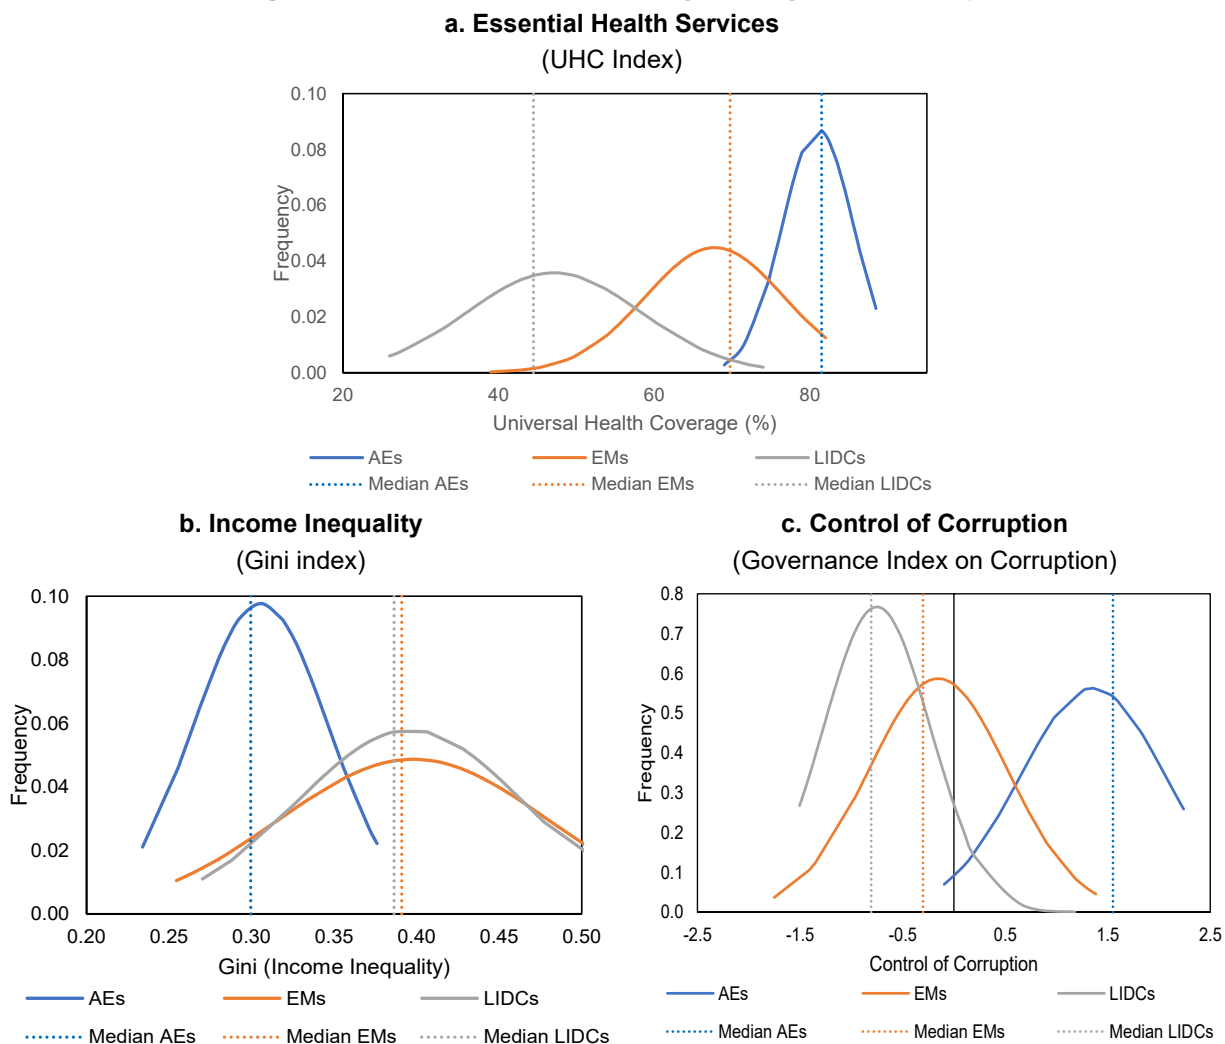 a. Essential Health Services
(UHC Index)
0.10
0.08
0.06
0.04
0.02
0.00
Frequency
20 40 60 80
Universal Health Coverage (%)
AEs EMs LIDCs
Median AEs Median EMs Median LIDCs
b. Income Inequality
(Gini index)
0.10
0.08
0.06
0.04
0.02
0.00
Frequency
0.20 0.25 0.30 0.35 0.40 0.45 0.50
Gini (Income Inequality)
AEs EMs LIDCs
Median AEs Median EMs Median LIDCs
c. Control of Corruption
(Governance Index on Corruption)
0.8
0.7
0.6
0.5
0.4
0.3
0.2
0.1
0.0
Frequency
-2.5 -1.5 -0.5 0.5 1.5 2.5
Control of Corruption
AEs EMs LIDCs
Median AEs Median EMs Median LIDCs